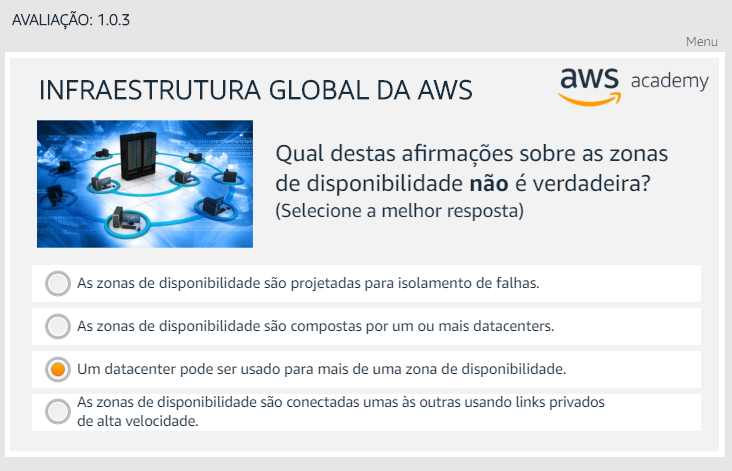 AVALIAÇÃO: 1.0.3
Menu
INFRAESTRUTURA GLOBAL DA AWS
aws academy
Qual destas afirmações sobre as zonas
de disponibilidade não é verdadeira?
(Selecione a melhor resposta)
As zonas de disponibilidade são projetadas para isolamento de falhas.
As zonas de disponibilidade são compostas por um ou mais datacenters.
Um datacenter pode ser usado para mais de uma zona de disponibilidade.
As zonas de disponibilidade são conectadas umas às outras usando links privados
de alta velocidade.